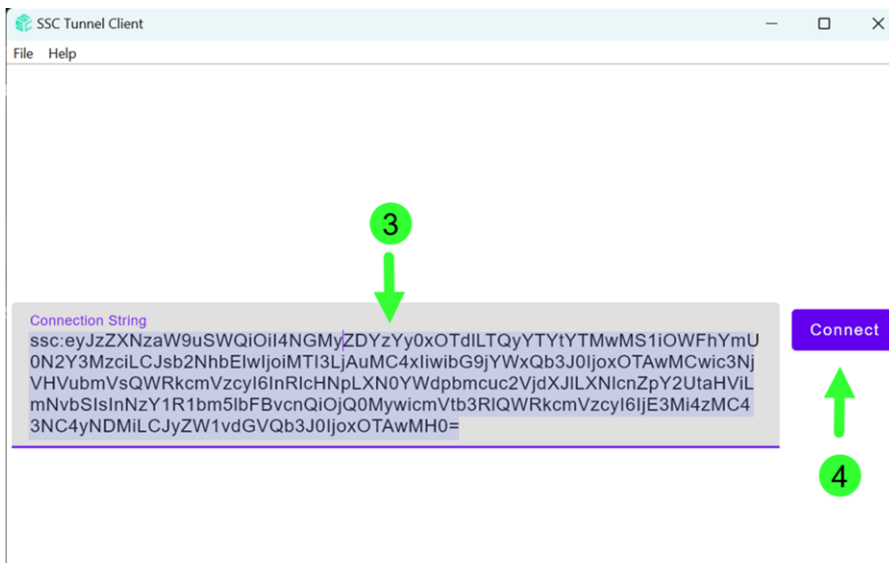 SSC Tunnel Client
File Help
3
Connection String
ssc:eyJzZXNzaW9uSWQiOiI4NGMyZDYzYy0xOTdlLTQyYTYtYTMwMS1iOWFhYmU
0N2Y3MzciLCJsb2NhbElwIjoiMTI3LjAuMC4xIiwibG9jYWxQb3J0IjoxOTAwMCwic3Nj
VHVubmVsQWRkcmVzcyI6InRlcHNpLXN0YWdpbmcuc2VjdXJlLXNlcnZpY2UtaHViL
mNvbSIsInNzY1R1bm5lbFBvcnQiOjQ0MywicmVtb3RlQWRkcmVzcyI6IjE3Mi4zMC4
3NC4yNDMiLCJyZW1vdGVQb3J0IjoxOTAwMH0=
Connect
4